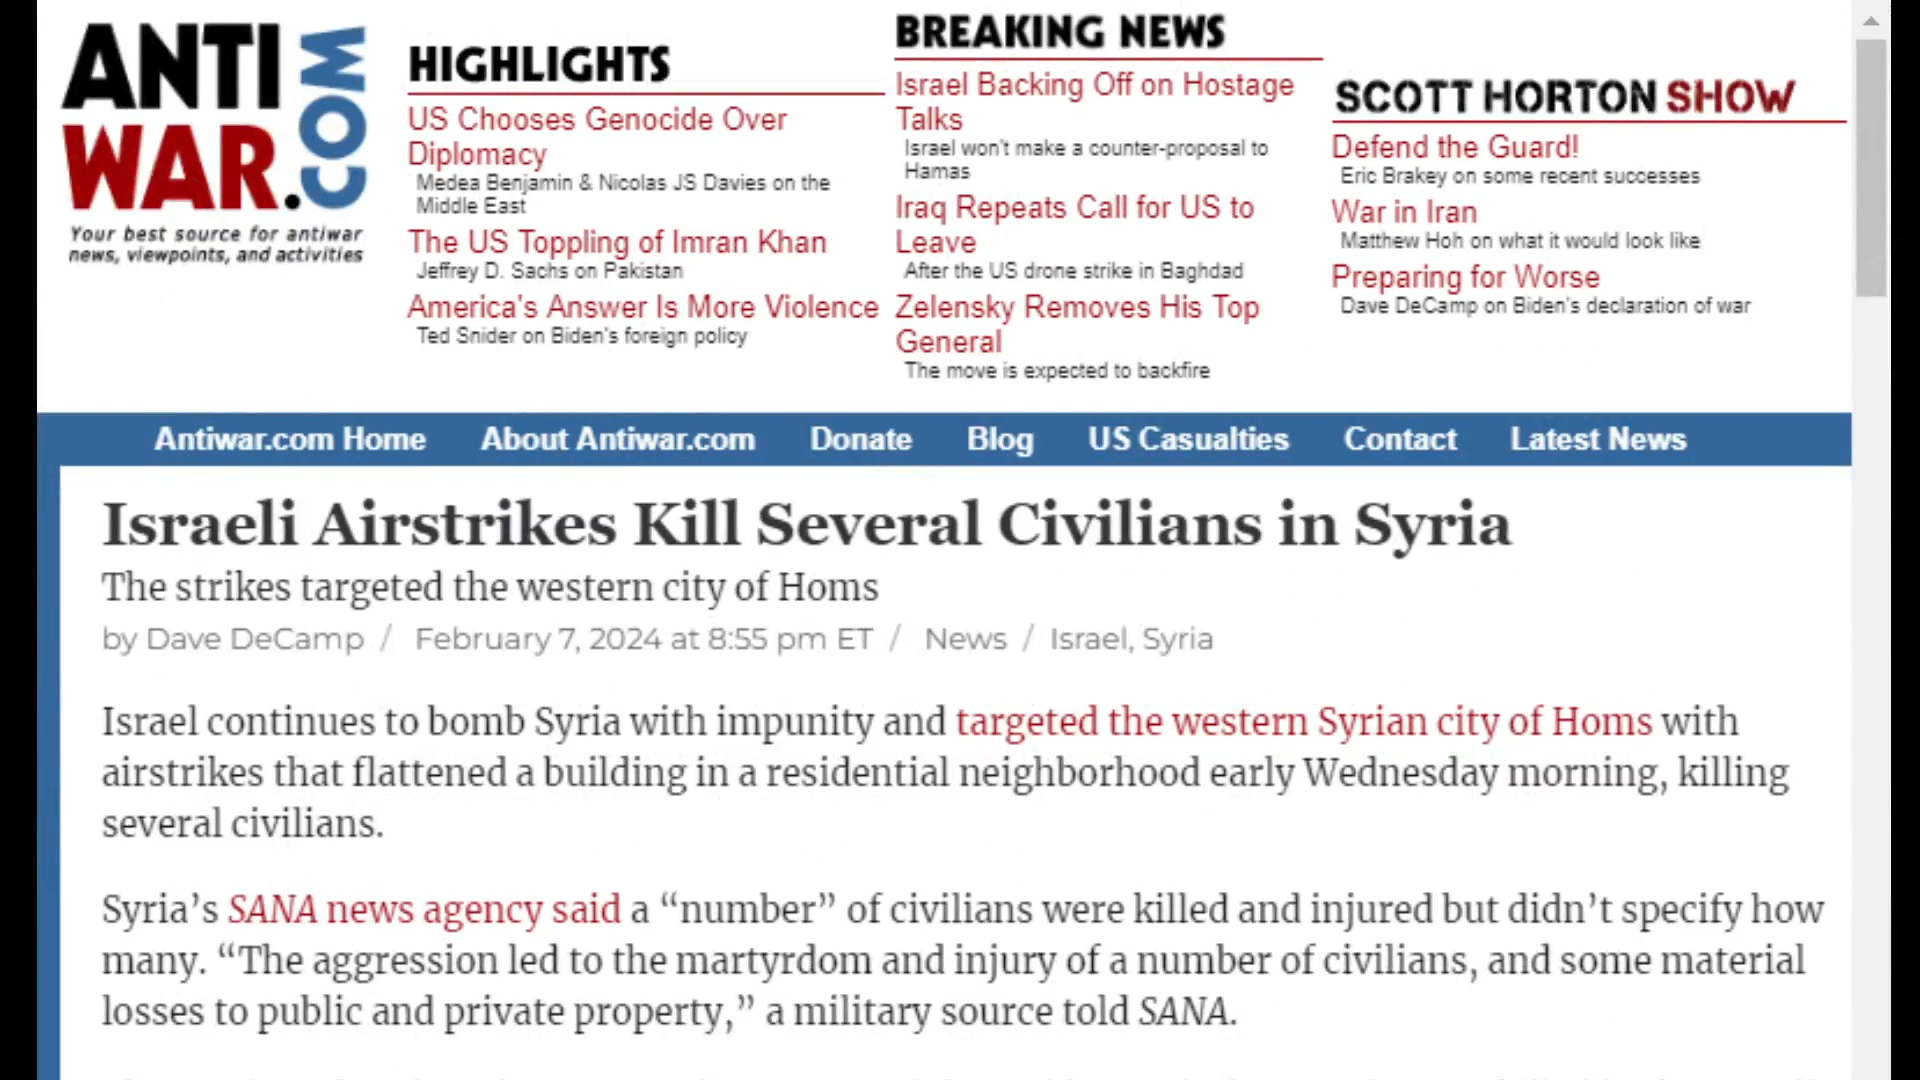 ANTI
WAR.COM
Your best source for antiwar
news, viewpoints, and activities
HIGHLIGHTS
US Chooses Genocide Over
Diplomacy
Medea Benjamin & Nicolas JS Davies on the
Middle East
The US Toppling of Imran Khan
Jeffrey D. Sachs on Pakistan
America's Answer Is More Violence
Ted Snider on Biden's foreign policy
BREAKING NEWS
Israel Backing Off on Hostage
Talks
Israel won't make a counter-proposal to
Hamas
Iraq Repeats Call for US to
Leave
After the US drone strike in Baghdad
Zelensky Removes His Top
General
The move is expected to backfire
SCOTT HORTON SHOW
Defend the Guard!
Eric Brakey on some recent successes
War in Iran
Matthew Hoh on what it would look like
Preparing for Worse
Dave DeCamp on Biden's declaration of war
Antiwar.com Home About Antiwar.com Donate Blog US Casualties Contact Latest News
Israeli Airstrikes Kill Several Civilians in Syria
The strikes targeted the western city of Homs
by Dave DeCamp / February 7, 2024 at 8:55 pm ET / News / Israel, Syria
Israel continues to bomb Syria with impunity and targeted the western Syrian city of Homs with
airstrikes that flattened a building in a residential neighborhood early Wednesday morning, killing
several civilians.
Syria’s SANA news agency said a “number” of civilians were killed and injured but didn’t specify how
many. “The aggression led to the martyrdom and injury of a number of civilians, and some material
losses to public and private property,” a military source told SANA.